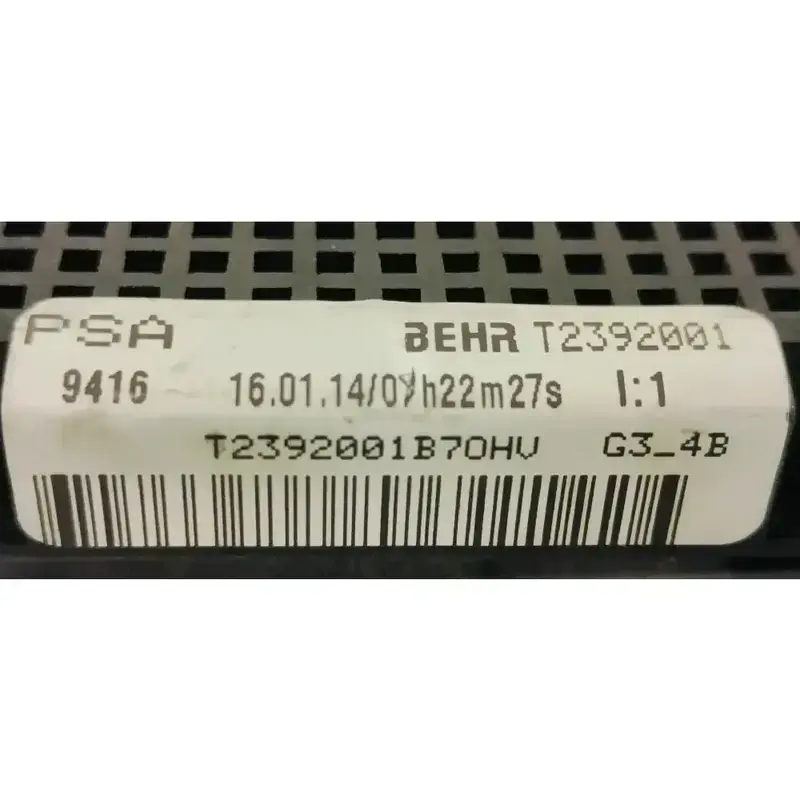 PSA BEHR T2392001
9416 16.01.14/07h22m27s I:1
T2392001B70HV G3_4B